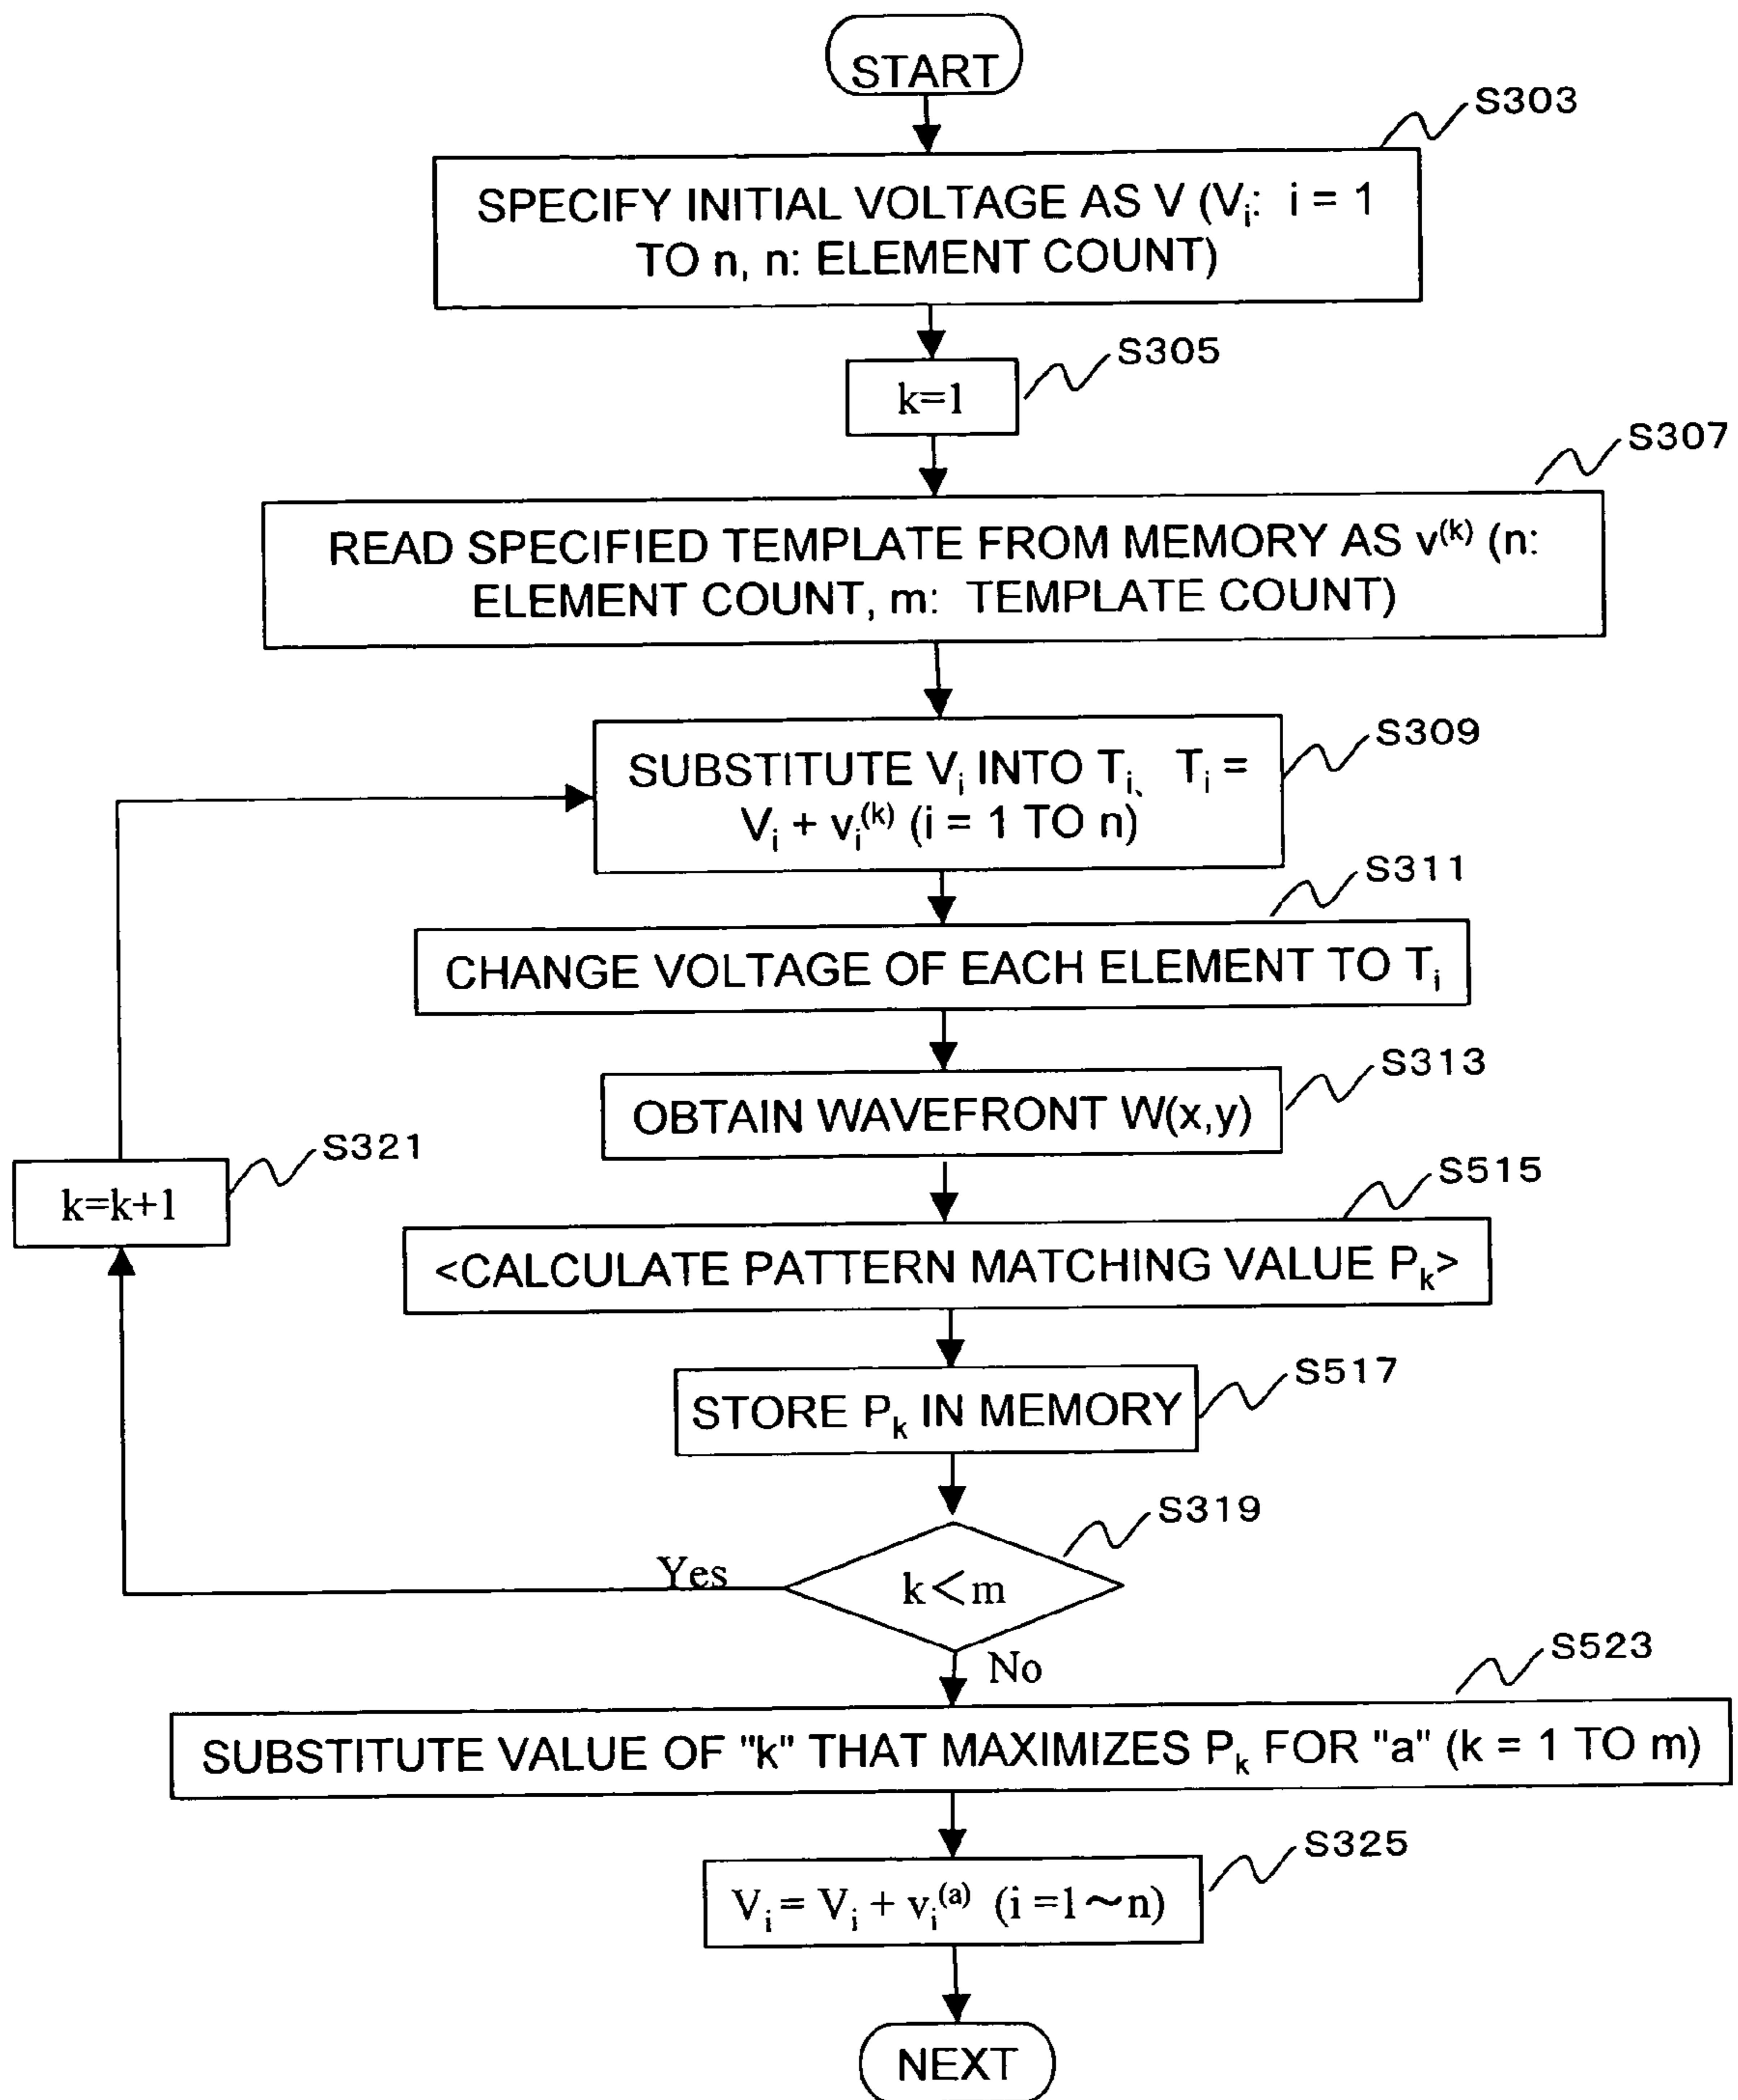 START
S303
SPECIFY INITIAL VOLTAGE AS V (Vᵢ: i = 1
TO n, n: ELEMENT COUNT)
S305
k=1
S307
READ SPECIFIED TEMPLATE FROM MEMORY AS v⁽ᵏ⁾ (n:
ELEMENT COUNT, m: TEMPLATE COUNT)
S309
SUBSTITUTE Vᵢ INTO Tᵢ、 Tᵢ =
Vᵢ + vᵢ⁽ᵏ⁾ (i = 1 TO n)
S311
CHANGE VOLTAGE OF EACH ELEMENT TO Tᵢ
S313
OBTAIN WAVEFRONT W(x,y)
S321
k=k+1
S515
<CALCULATE PATTERN MATCHING VALUE Pₖ>
S517
STORE Pₖ IN MEMORY
S319
Yes
k<m
No
S523
SUBSTITUTE VALUE OF "k" THAT MAXIMIZES Pₖ FOR "a" (k = 1 TO m)
S325
Vᵢ = Vᵢ + vᵢ⁽ᵃ⁾ (i =1～n)
NEXT